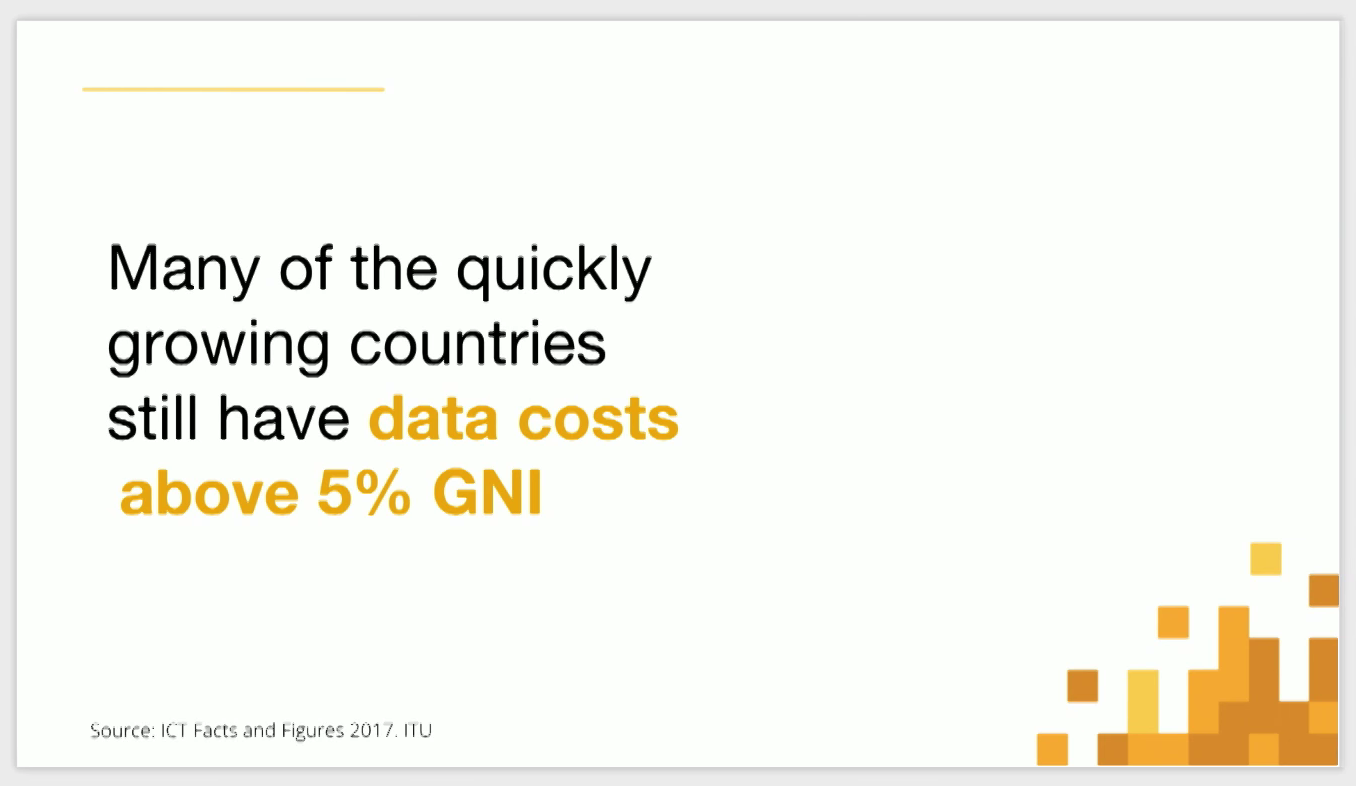 Many of the quickly
growing countries
still have data costs
above 5% GNI
Source: ICT Facts and Figures 2017. ITU